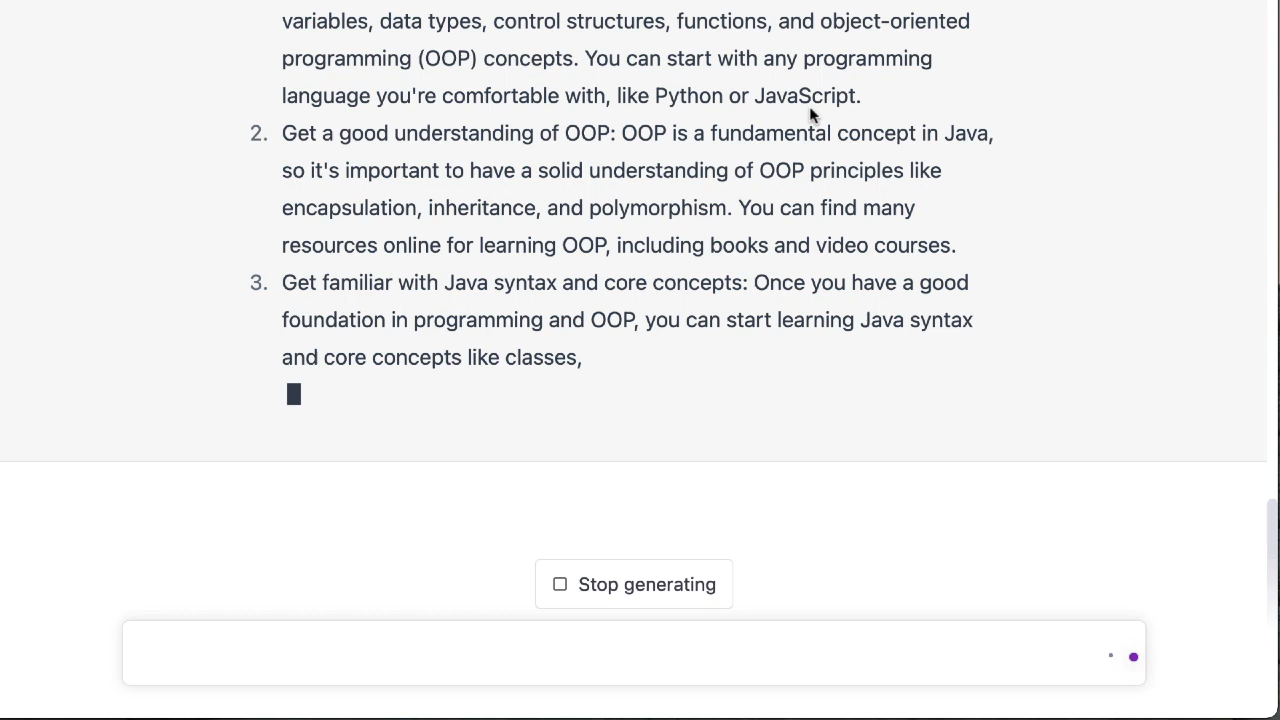 variables, data types, control structures, functions, and object-oriented
programming (OOP) concepts. You can start with any programming
language you're comfortable with, like Python or JavaScript.
2. Get a good understanding of OOP: OOP is a fundamental concept in Java,
so it's important to have a solid understanding of OOP principles like
encapsulation, inheritance, and polymorphism. You can find many
resources online for learning OOP, including books and video courses.
3. Get familiar with Java syntax and core concepts: Once you have a good
foundation in programming and OOP, you can start learning Java syntax
and core concepts like classes,
Stop generating